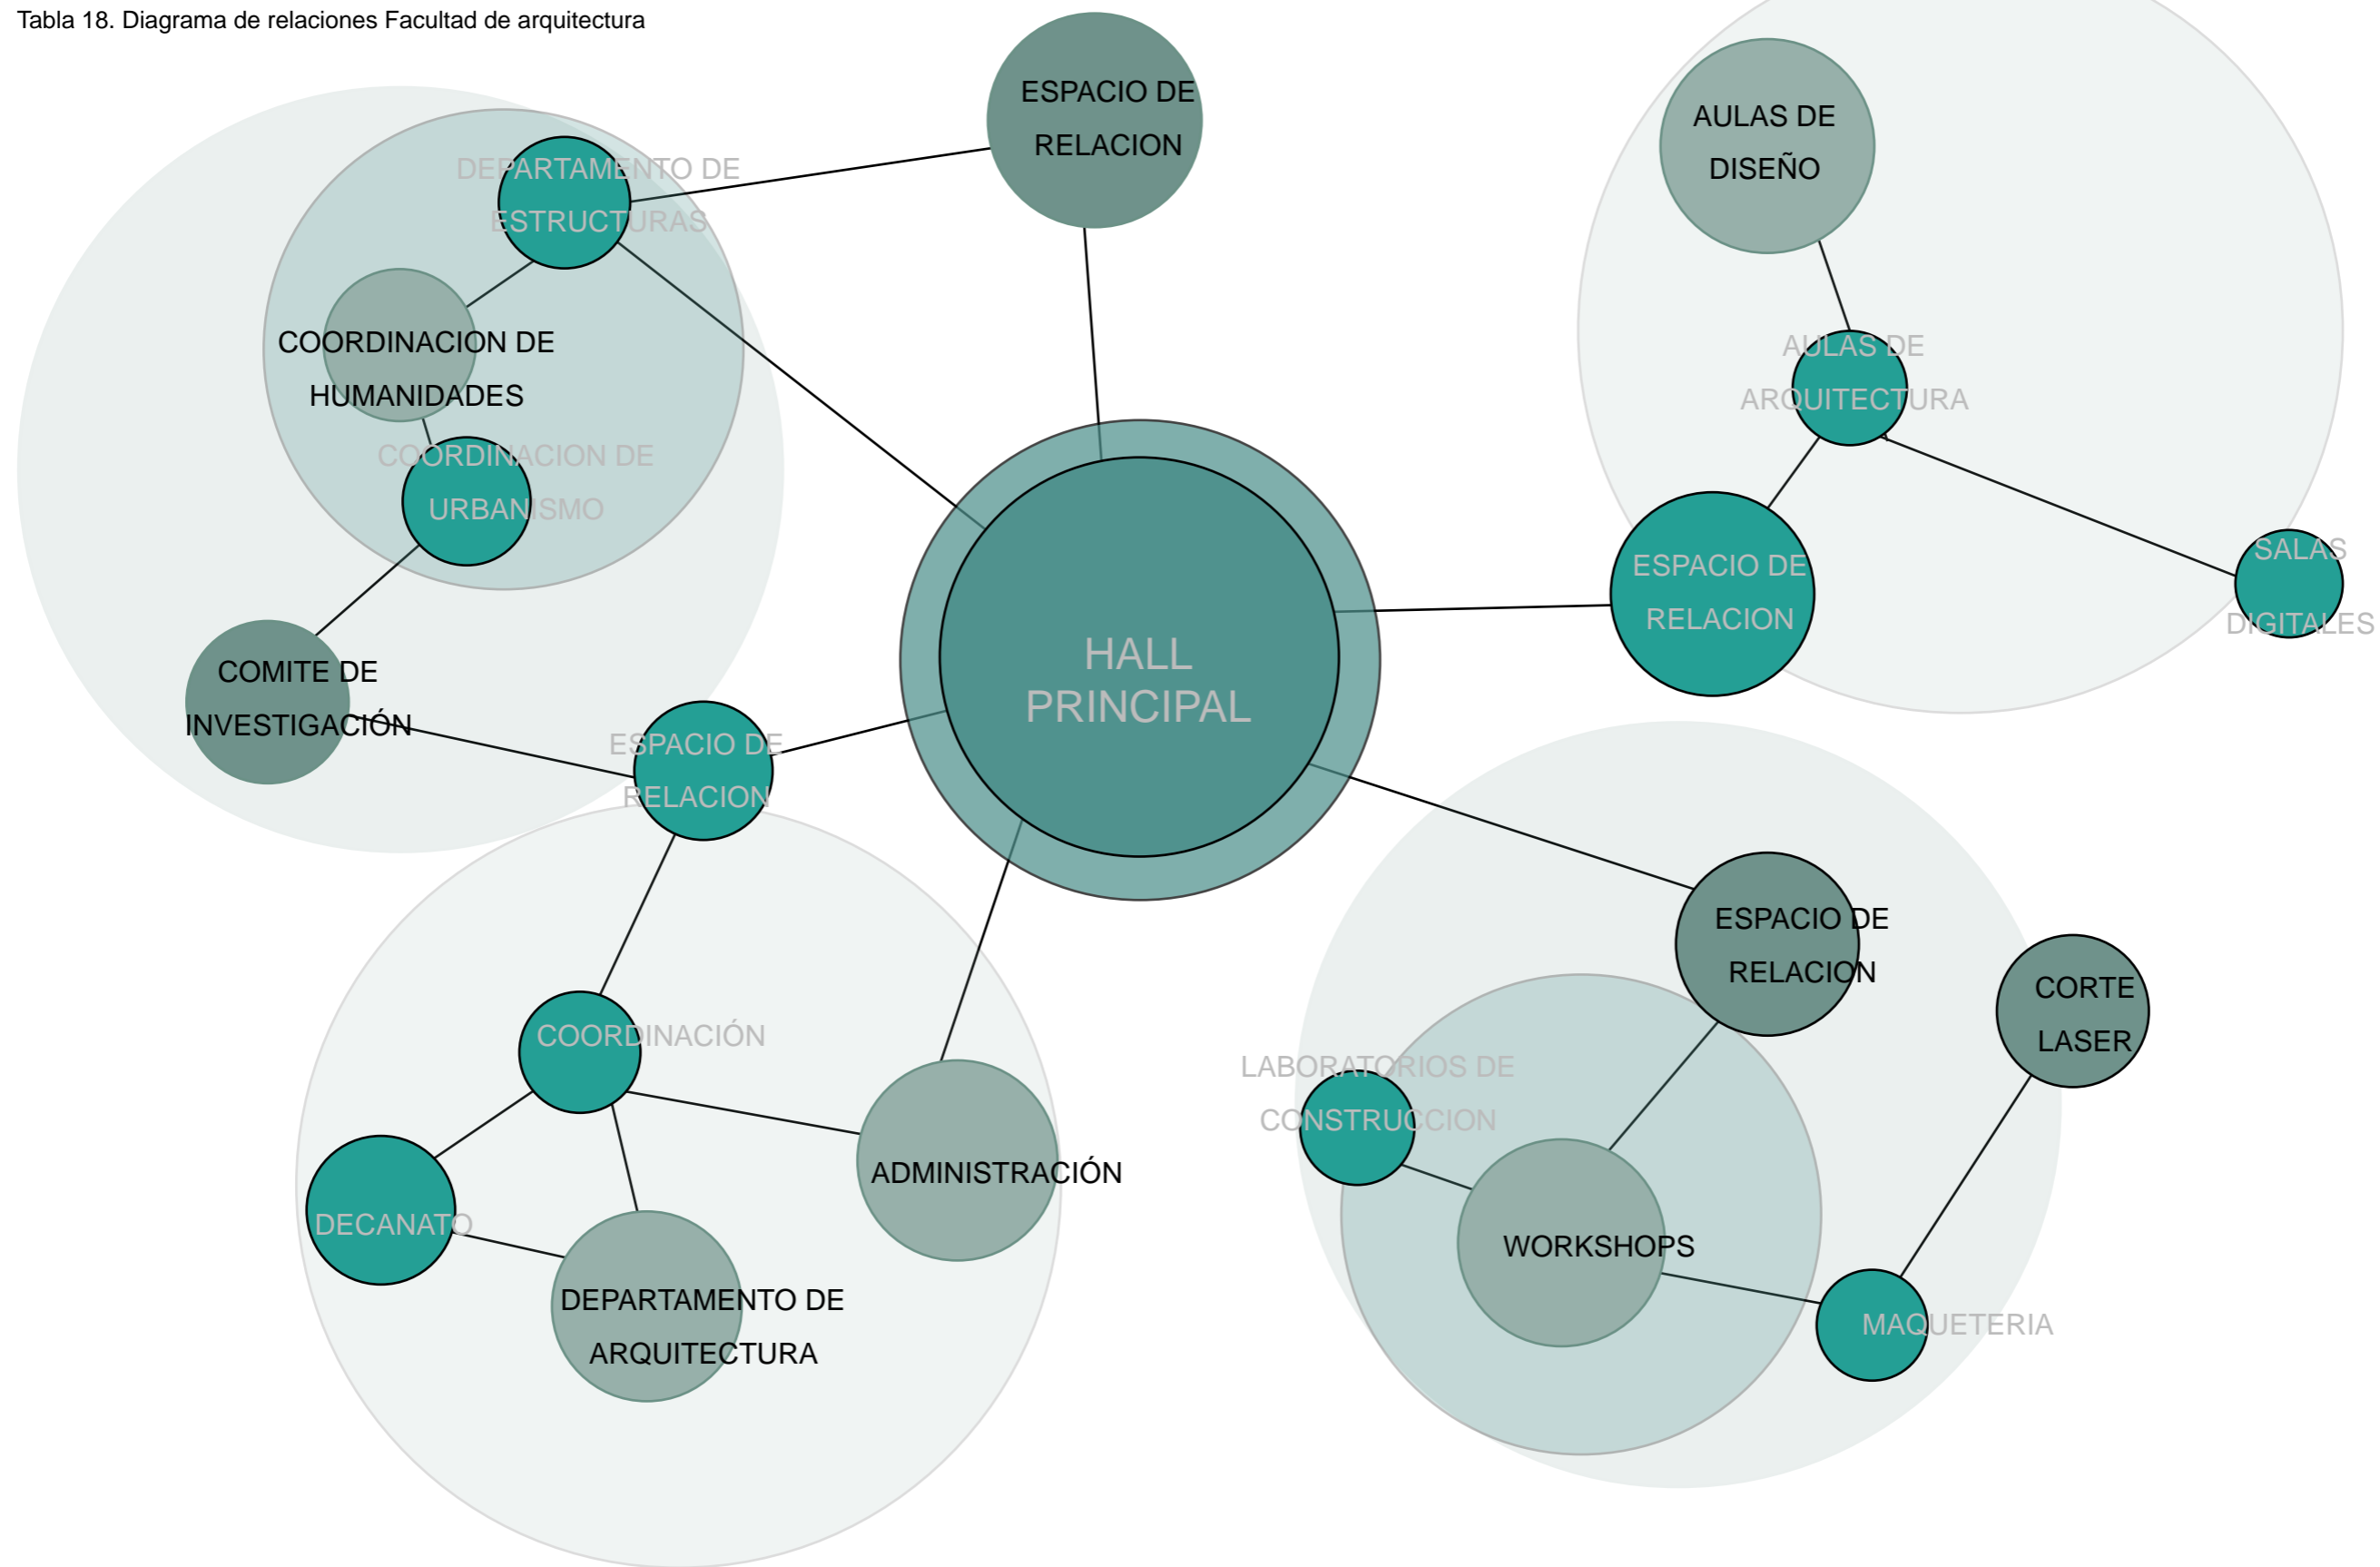 Tabla 18. Diagrama de relaciones Facultad de arquitectura
ESPACIO DE
RELACION
AULAS DE
DISEÑO
DEPARTAMENTO DE
ESTRUCTURAS
COORDINACION DE
HUMANIDADES
AULAS DE
ARQUITECTURA
COORDINACION DE
URBANISMO
ESPACIO DE
RELACION
SALAS
DIGITALES
HALL
PRINCIPAL
COMITE DE
INVESTIGACIÓN
ESPACIO DE
RELACION
ESPACIO DE
RELACION
CORTE
LASER
COORDINACIÓN
LABORATORIOS DE
CONSTRUCCION
ADMINISTRACIÓN
DECANATO
WORKSHOPS
DEPARTAMENTO DE
ARQUITECTURA
MAQUETERIA